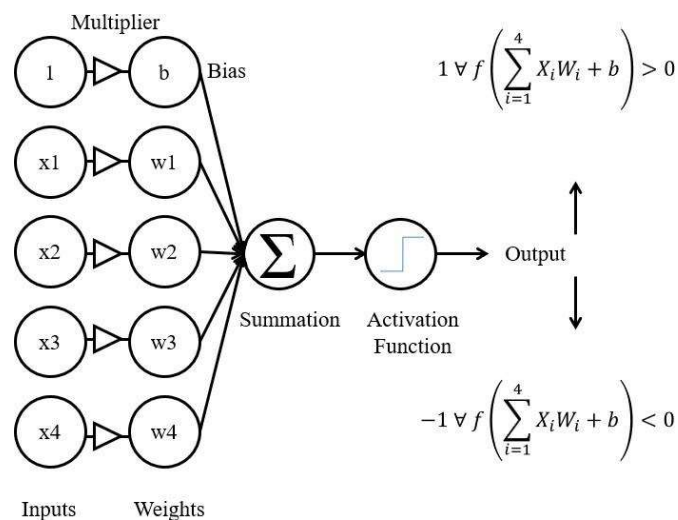 Multiplier
1 b Bias
x1 w1
x2 w2
x3 w3
x4 w4
Inputs Weights
Σ
Summation
Activation
Function
Output
1 ∀ f(∑_{i=1}^{4} X_i W_i + b) > 0
−1 ∀ f(∑_{i=1}^{4} X_i W_i + b) < 0